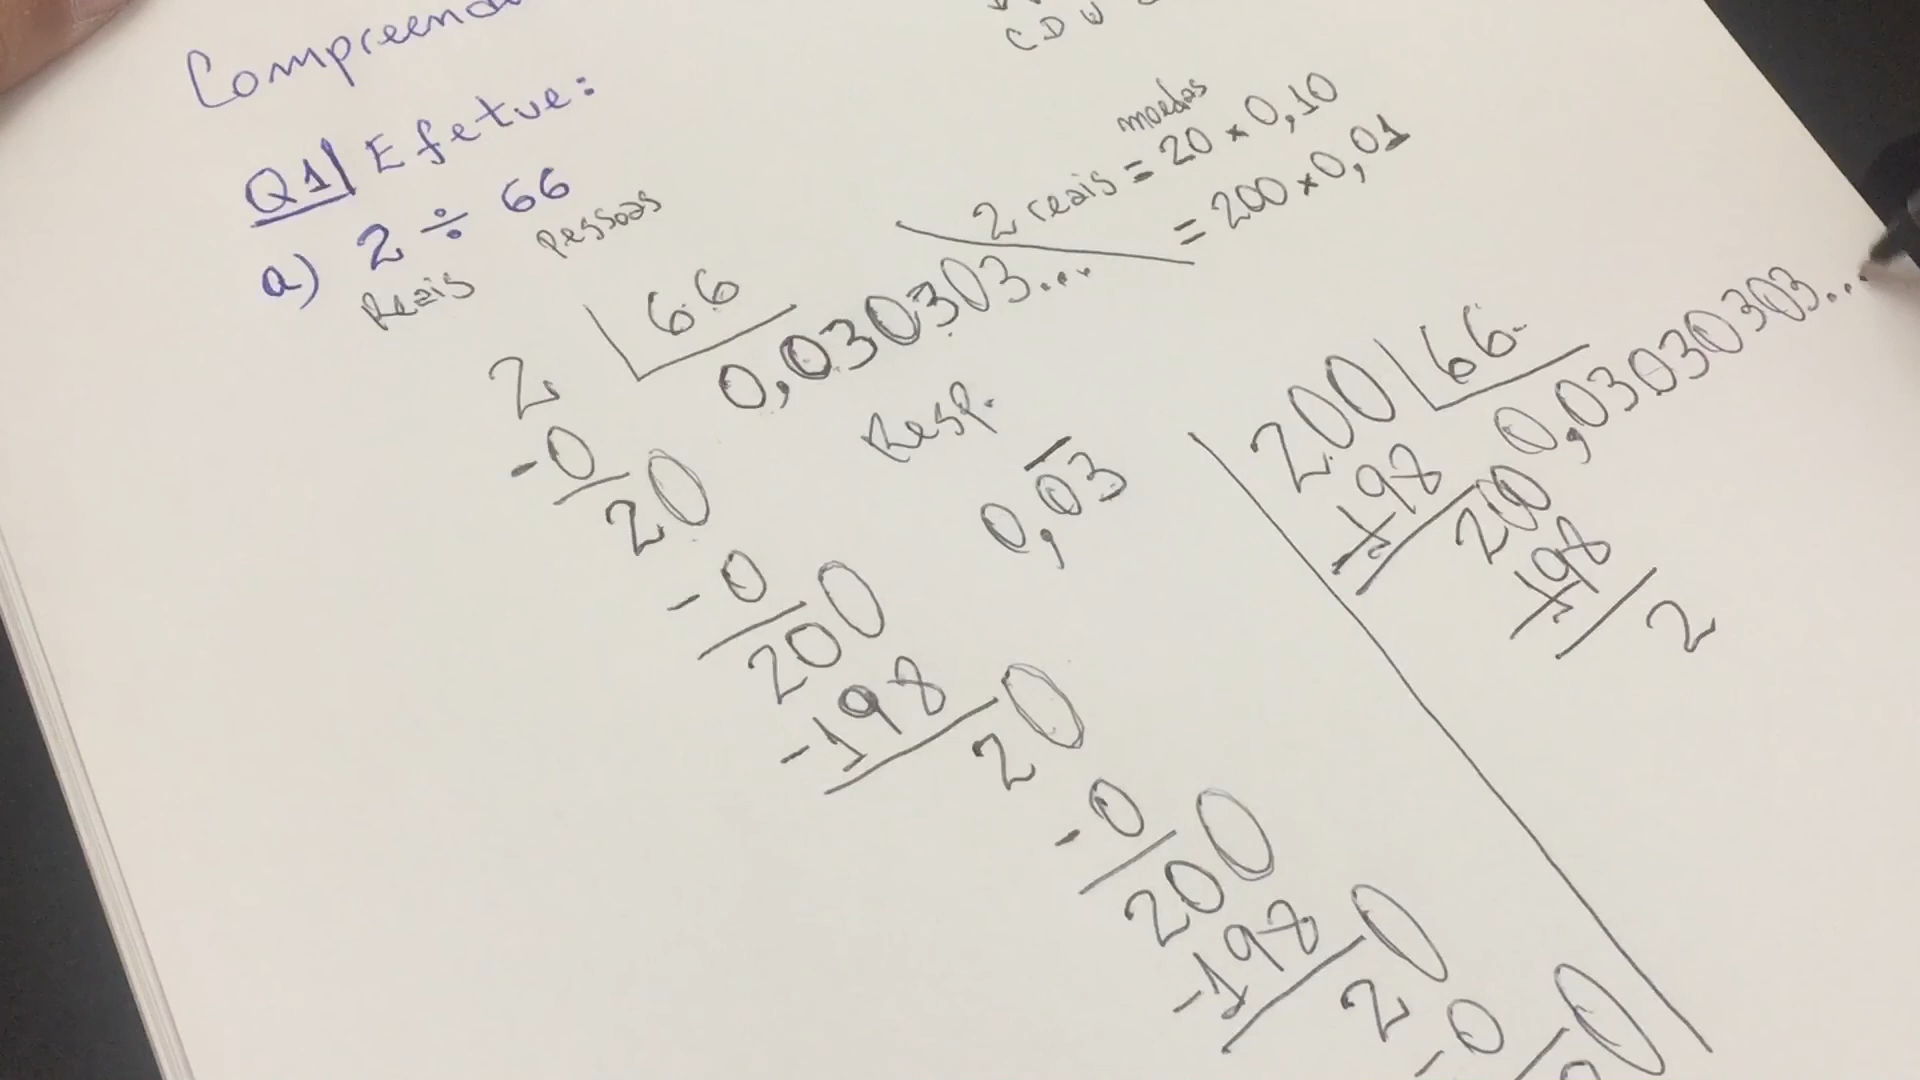 Compreend
C D U
Q1| Efetue:
a) 2 ÷ 66
Reais pessoas
moedas
2 reais = 20 × 0,10
= 200 × 0,01
2 66
0,030303...
-0
20
-0
200
-198
20
-0
200
-198
20
-0
Resp.
0,03̅
200 66
0,03030303...
-198
200
-198
2